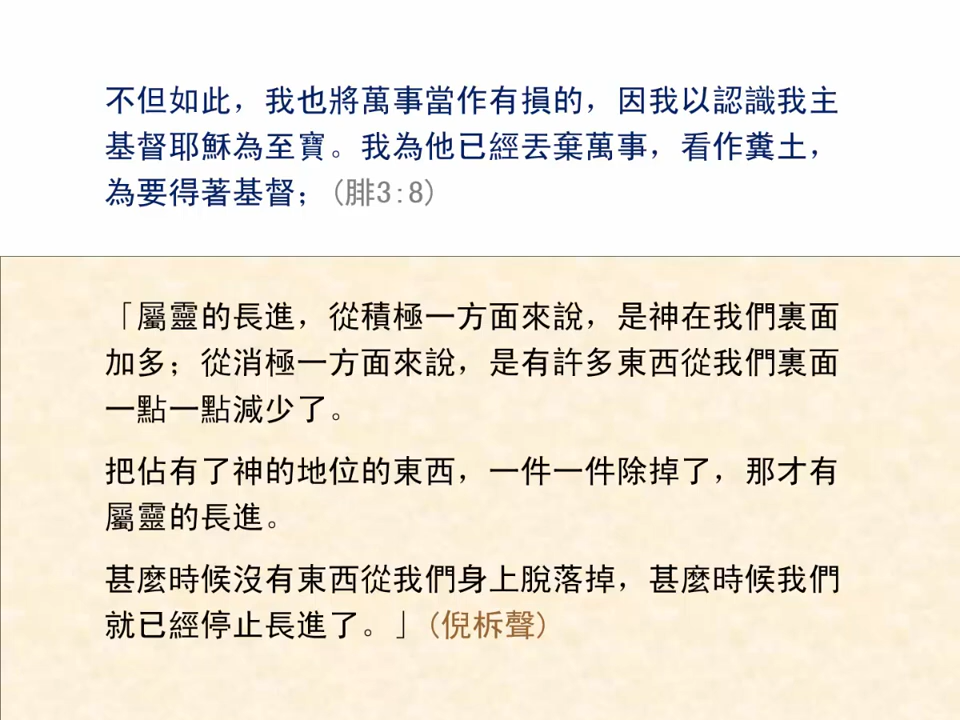 不但如此，我也將萬事當作有損的，因我以認識我主
基督耶穌為至寶。我為他已經丟棄萬事，看作糞土，
為要得著基督；(腓3:8)
「屬靈的長進，從積極一方面來說，是神在我們裏面
加多；從消極一方面來說，是有許多東西從我們裏面
一點一點減少了。
把佔有了神的地位的東西，一件一件除掉了，那才有
屬靈的長進。
甚麼時候沒有東西從我們身上脫落掉，甚麼時候我們
就已經停止長進了。」(倪柝聲)